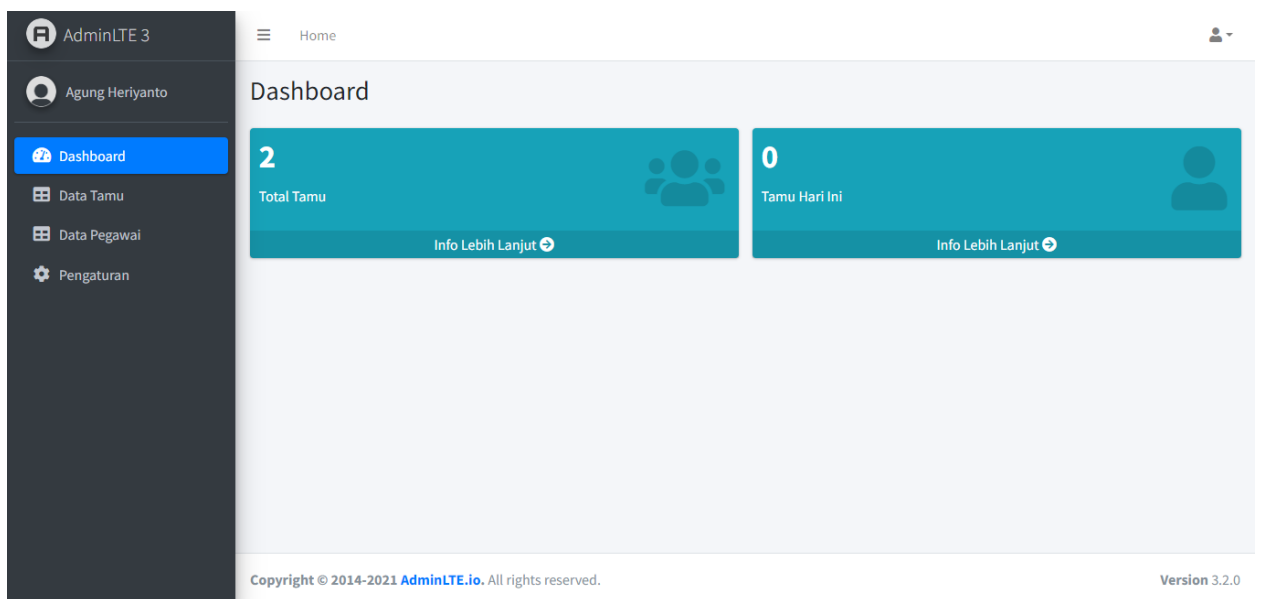 AdminLTE 3
Home
Agung Heriyanto
Dashboard
Dashboard
Data Tamu
Data Pegawai
Pengaturan
2
Total Tamu
Info Lebih Lanjut
0
Tamu Hari Ini
Info Lebih Lanjut
Copyright © 2014-2021 AdminLTE.io. All rights reserved.
Version 3.2.0